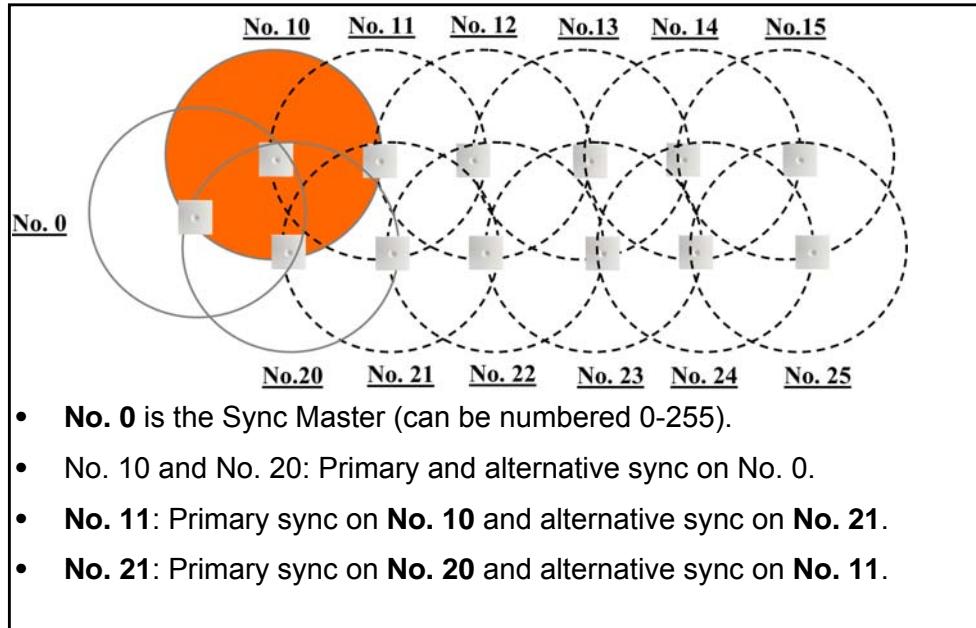 No. 10 No. 11 No. 12 No.13 No. 14 No.15
No. 0
No.20 No. 21 No. 22 No. 23 No. 24 No. 25
• No. 0 is the Sync Master (can be numbered 0-255).
• No. 10 and No. 20: Primary and alternative sync on No. 0.
• No. 11: Primary sync on No. 10 and alternative sync on No. 21.
• No. 21: Primary sync on No. 20 and alternative sync on No. 11.